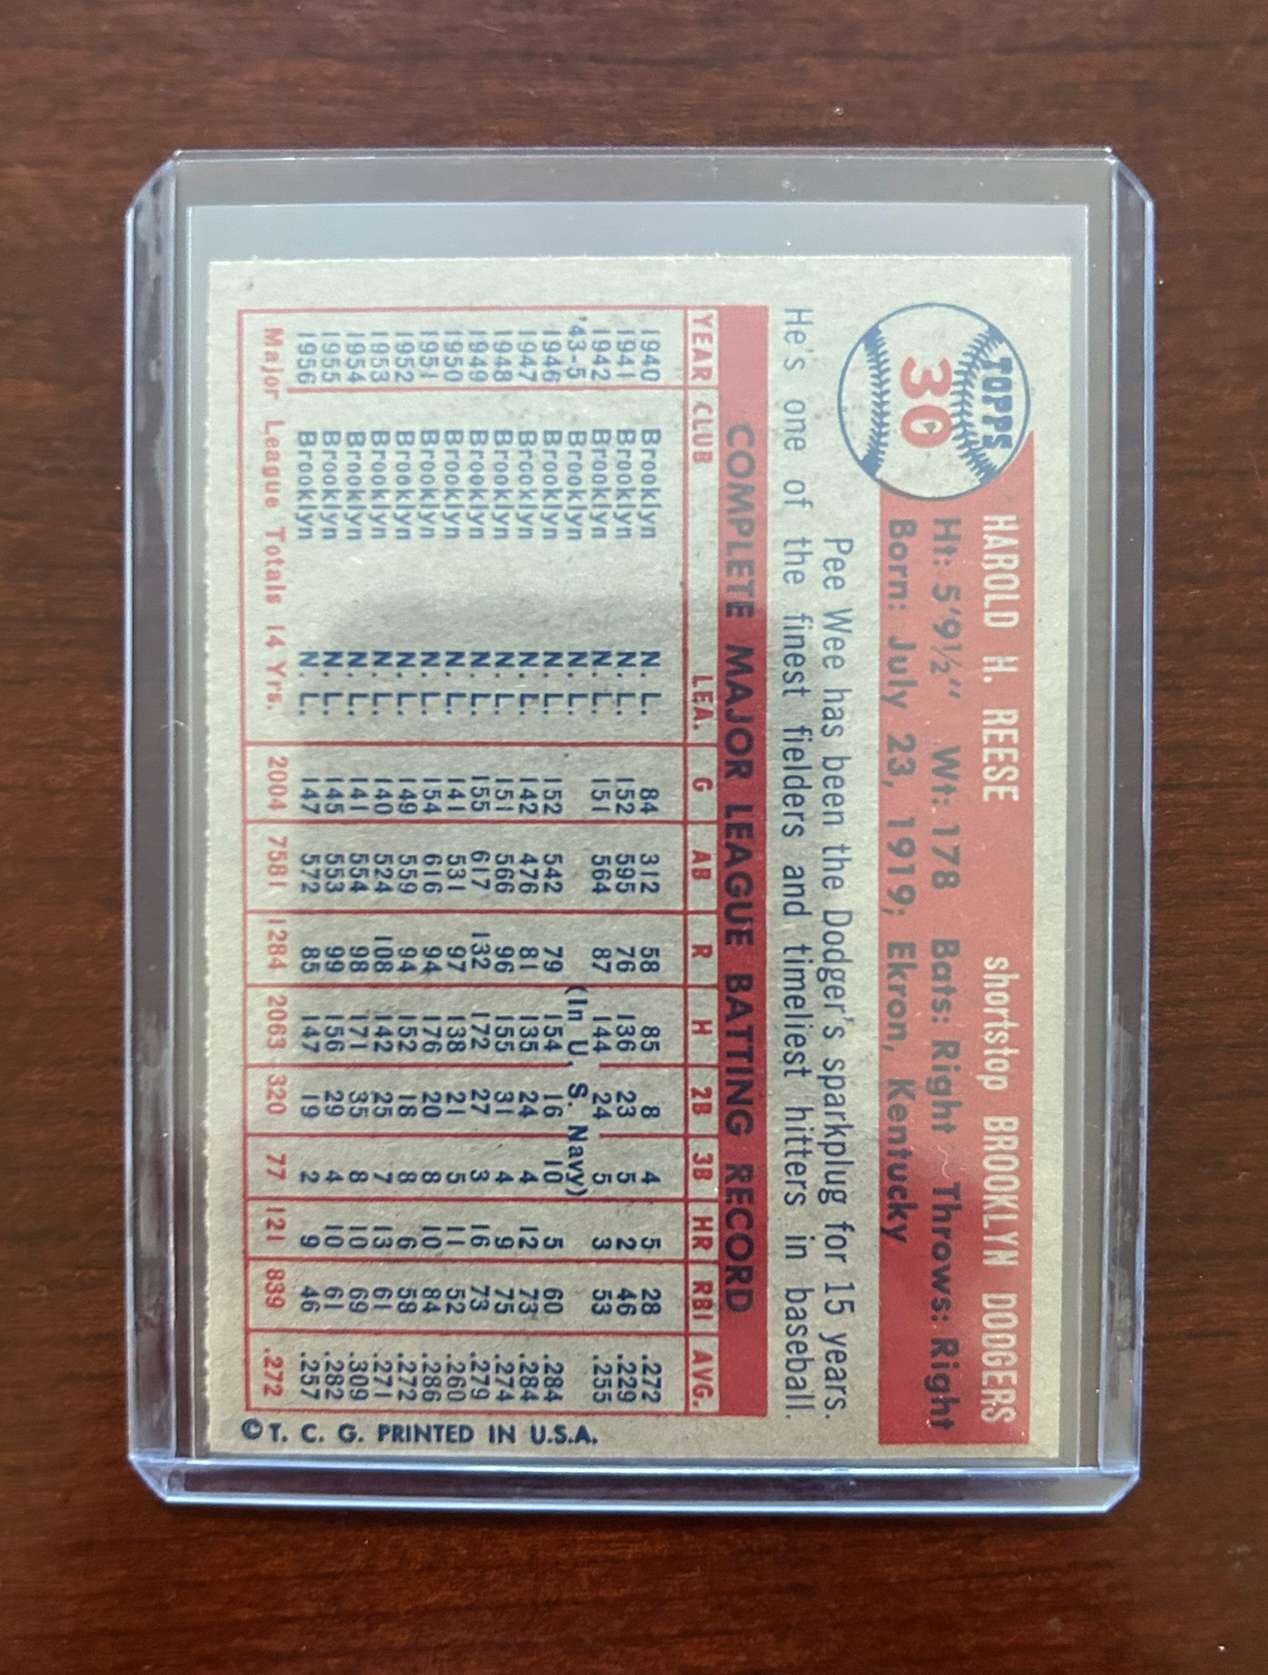 TOPPS
30
HAROLD H. REESE shortstop BROOKLYN DODGERS
Ht: 5'9½" Wt: 178 Bats: Right Throws: Right
Born: July 23, 1919; Ekron, Kentucky
Pee Wee has been the Dodger's sparkplug for 15 years.
He's one of the finest fielders and timeliest hitters in baseball.
COMPLETE MAJOR LEAGUE BATTING RECORD
YEAR CLUB LEA. G AB R H 2B 3B HR RBI AVG.
1940 Brooklyn N. L. 84 312 58 85 8 4 5 28 .272
1941 Brooklyn N. L. 152 595 76 136 23 5 2 46 .229
1942 Brooklyn N. L. 151 564 87 144 24 5 3 53 .255
'43-5 Brooklyn N. L. (In U. S. Navy)
1946 Brooklyn N. L. 152 542 79 154 16 10 5 60 .284
1947 Brooklyn N. L. 142 476 81 135 24 4 12 73 .284
1948 Brooklyn N. L. 151 566 96 155 31 4 9 75 .274
1949 Brooklyn N. L. 155 617 132 172 27 3 16 73 .279
1950 Brooklyn N. L. 141 531 97 138 21 5 11 52 .260
1951 Brooklyn N. L. 154 616 94 176 20 8 10 84 .286
1952 Brooklyn N. L. 149 559 94 152 18 8 6 58 .272
1953 Brooklyn N. L. 140 524 108 142 25 7 13 61 .271
1954 Brooklyn N. L. 141 554 98 171 35 8 10 69 .309
1955 Brooklyn N. L. 145 553 99 156 29 4 10 61 .282
1956 Brooklyn N. L. 147 572 85 147 19 2 9 46 .257
Major League Totals 14 Yrs. 2004 7581 1284 2063 320 77 121 839 .272
© T. C. G. PRINTED IN U.S.A.